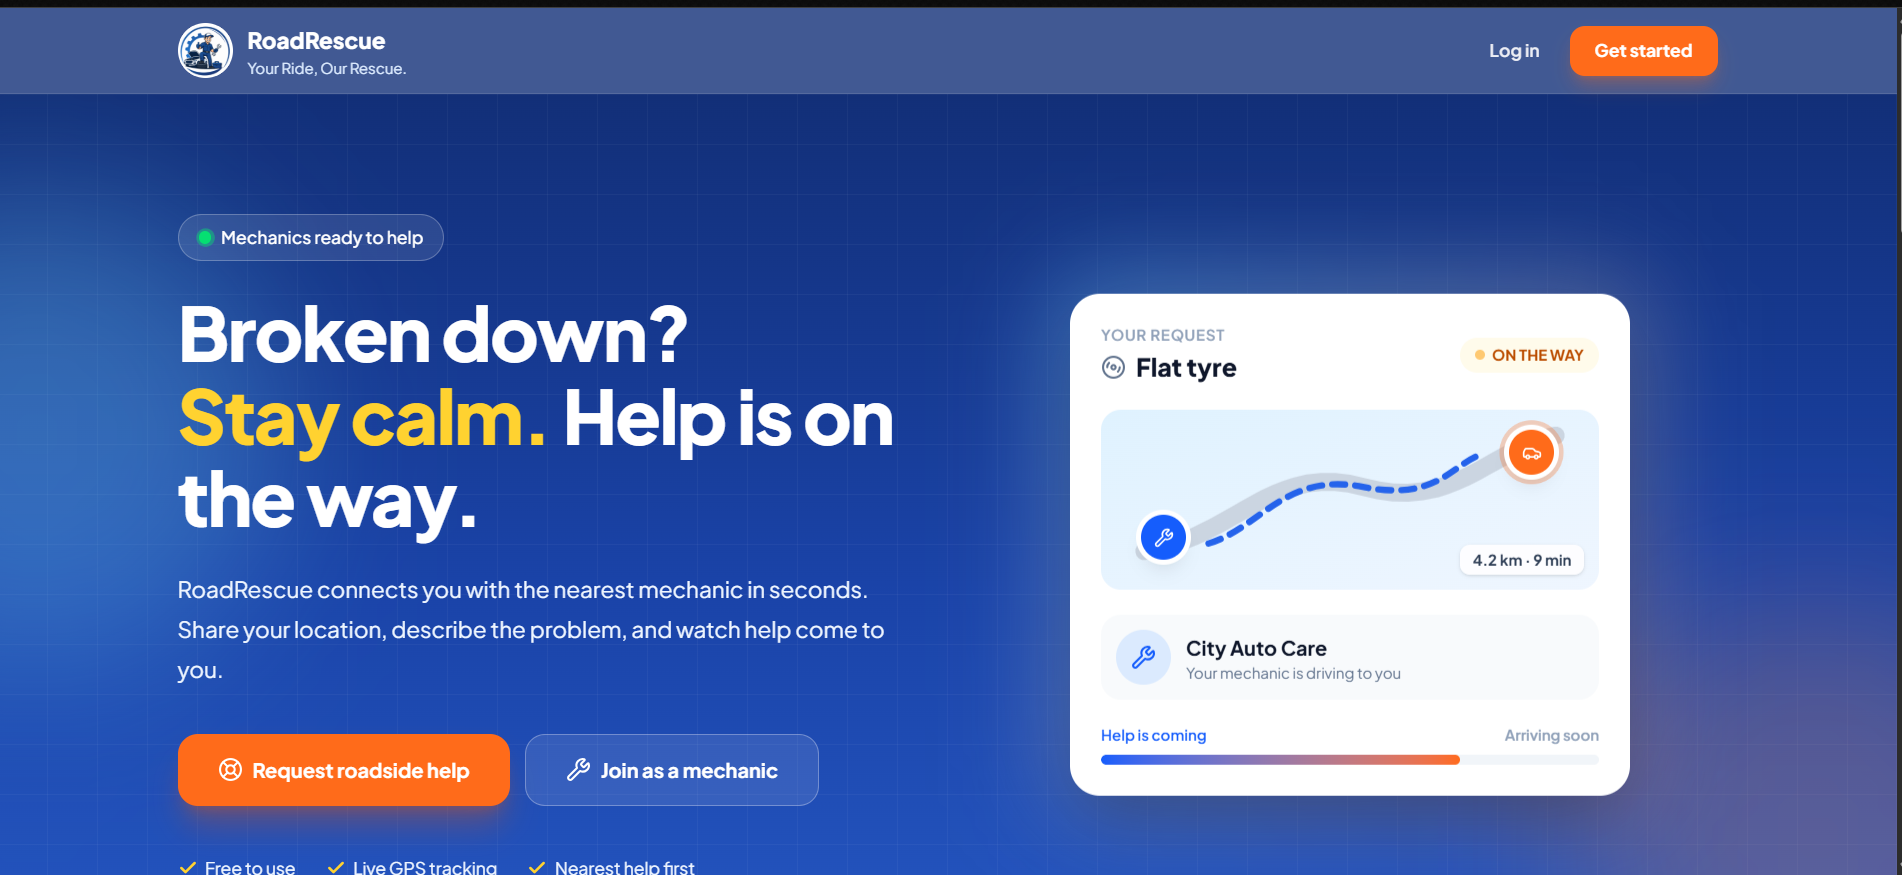 RoadRescue
Your Ride, Our Rescue.
Log in
Get started
Mechanics ready to help
Broken down?
Stay calm. Help is on
the way.
RoadRescue connects you with the nearest mechanic in seconds.
Share your location, describe the problem, and watch help come to
you.
Request roadside help
Join as a mechanic
Free to use
Live GPS tracking
Nearest help first
YOUR REQUEST
Flat tyre
ON THE WAY
4.2 km · 9 min
City Auto Care
Your mechanic is driving to you
Help is coming
Arriving soon